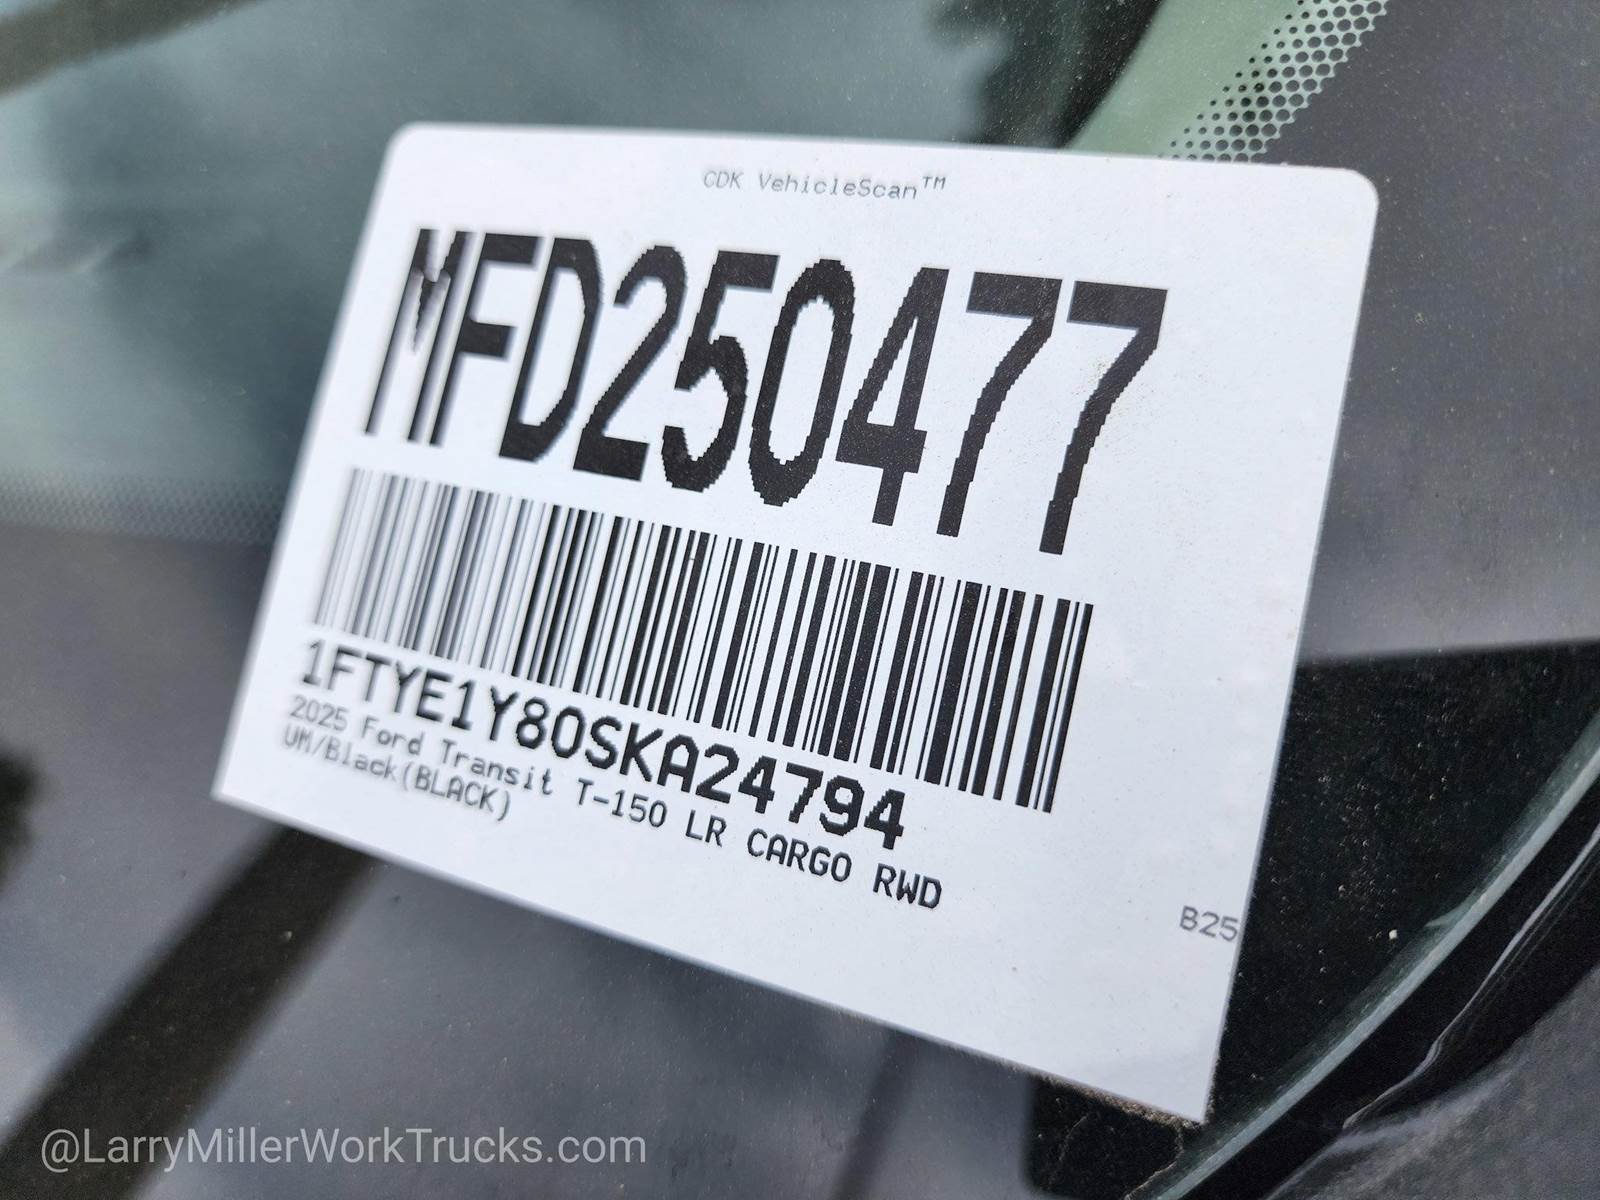 CDK VehicleScan™
MFD250477
1FTYE1Y80SKA24794
2025 Ford Transit T-150 LR CARGO RWD
UM/Black(BLACK)
B25
@LarryMillerWorkTrucks.com